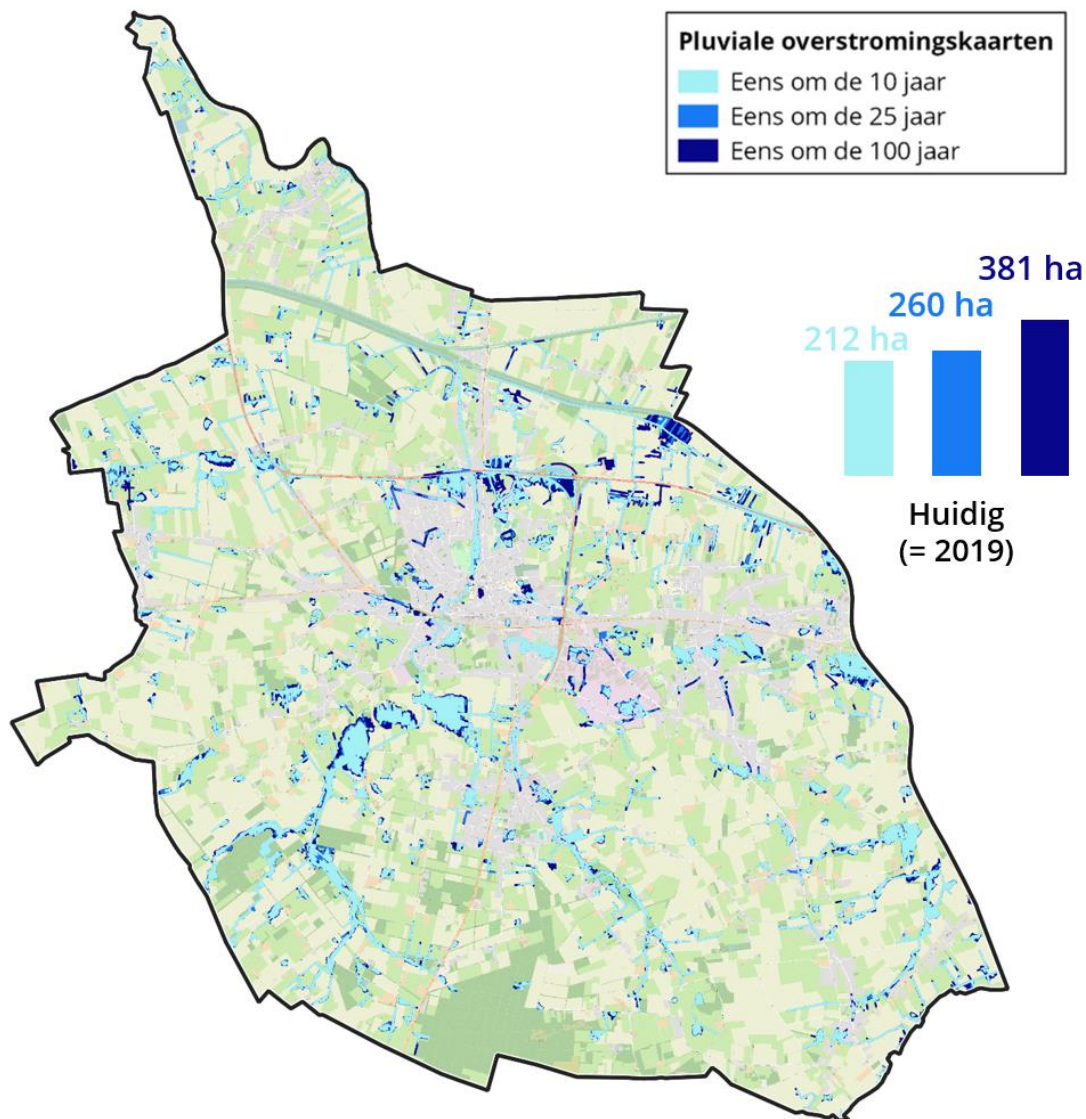 Pluviale overstromingskaarten
Eens om de 10 jaar
Eens om de 25 jaar
Eens om de 100 jaar
381 ha
260 ha
212 ha
Huidig
(= 2019)